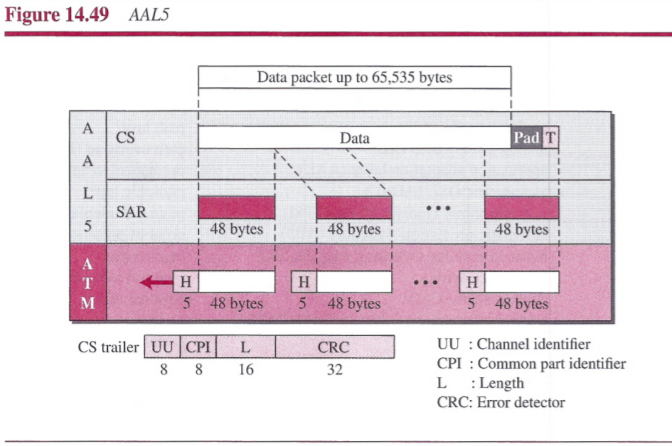 Figure 14.49 AAL5
Data packet up to 65,535 bytes
A
A
L
5
CS
Data
Pad
T
SAR
48 bytes
48 bytes
48 bytes
A
T
M
H
H
H
5 48 bytes
5 48 bytes
5 48 bytes
CS trailer UU CPI L CRC
8 8 16 32
UU : Channel identifier
CPI : Common part identifier
L : Length
CRC: Error detector